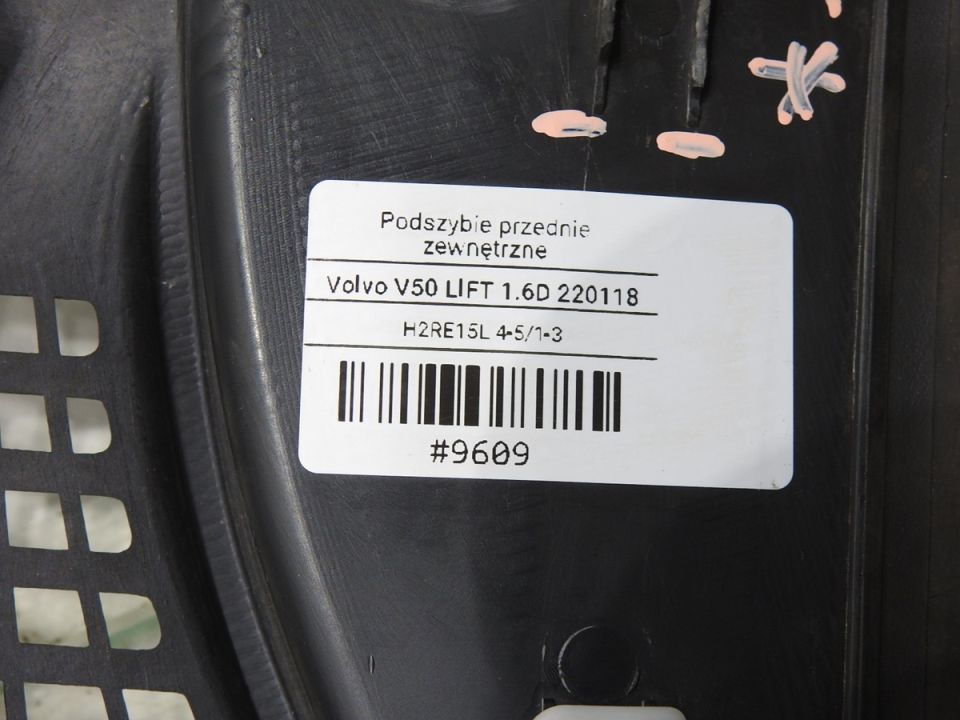 Podszybie przednie
zewnętrzne
Volvo V50 LIFT 1.6D 220118
H2RE15L 4-5/1-3
#9609